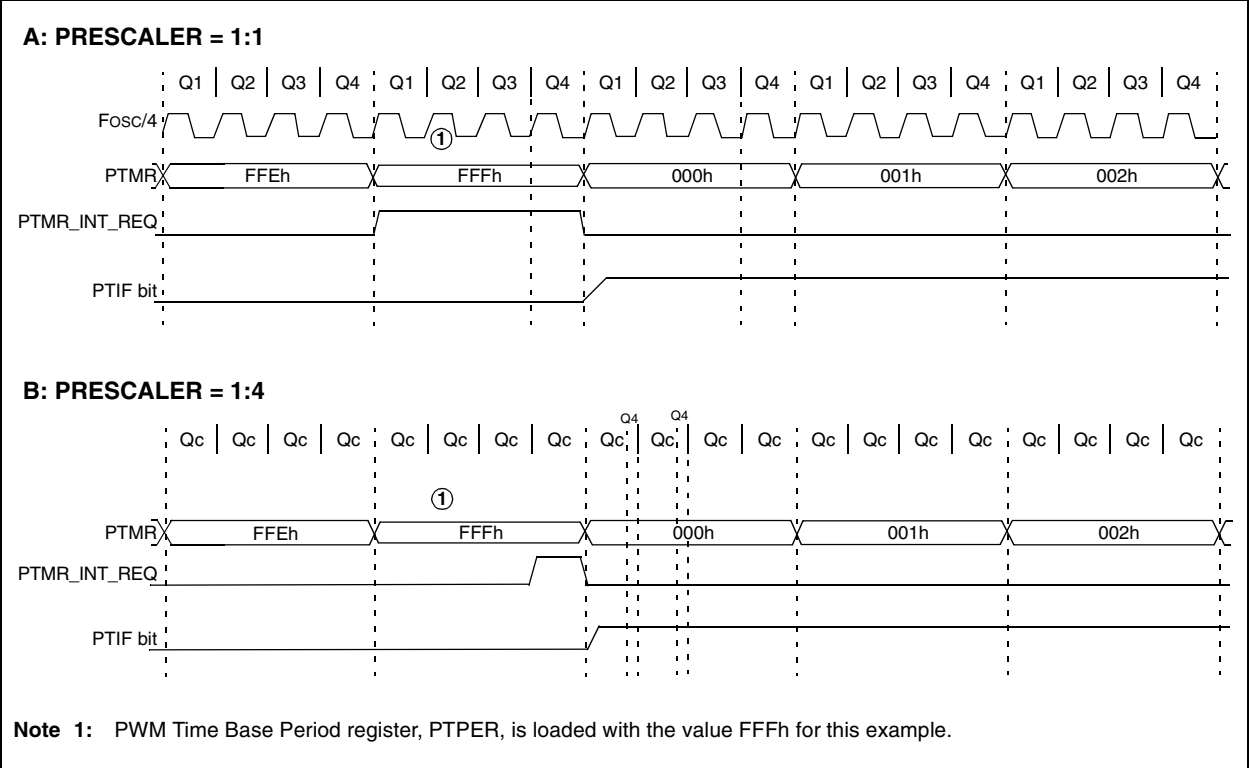 A: PRESCALER = 1:1
Q1 Q2 Q3 Q4 Q1 Q2 Q3 Q4 Q1 Q2 Q3 Q4 Q1 Q2 Q3 Q4 Q1 Q2 Q3 Q4
FOSC/4
1
PTMR FFEh FFFh 000h 001h 002h
PTMR_INT_REQ
PTIF bit
B: PRESCALER = 1:4
Q4 Q4
Qc Qc Qc Qc Qc Qc Qc Qc Qc Qc Qc Qc Qc Qc Qc Qc Qc Qc Qc Qc
1
PTMR FFEh FFFh 000h 001h 002h
PTMR_INT_REQ
PTIF bit
Note 1: PWM Time Base Period register, PTPER, is loaded with the value FFFh for this example.